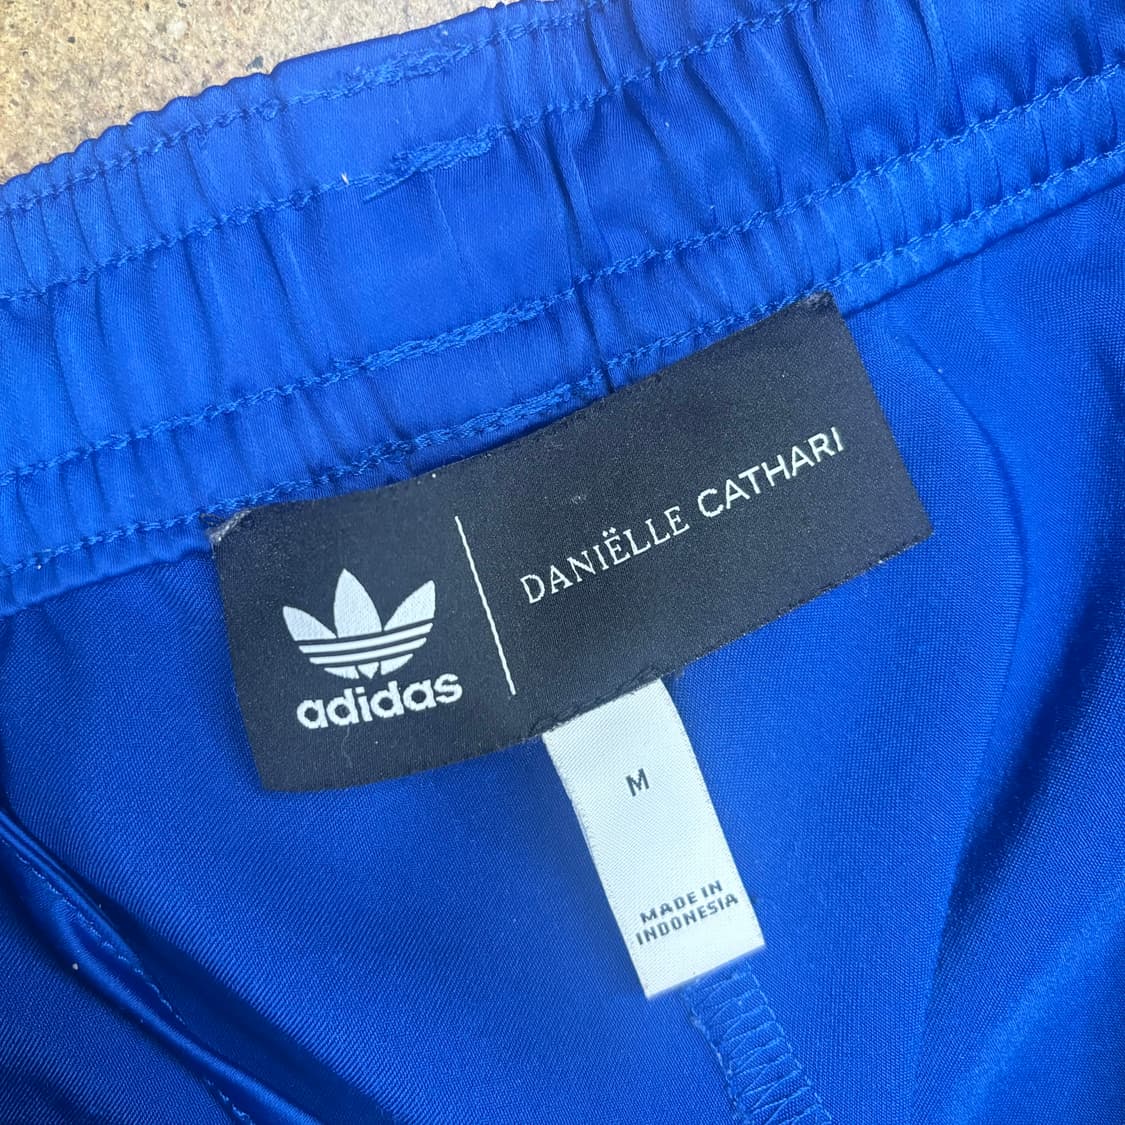 adidas
DANIËLLE CATHARI
M
MADE IN
INDONESIA